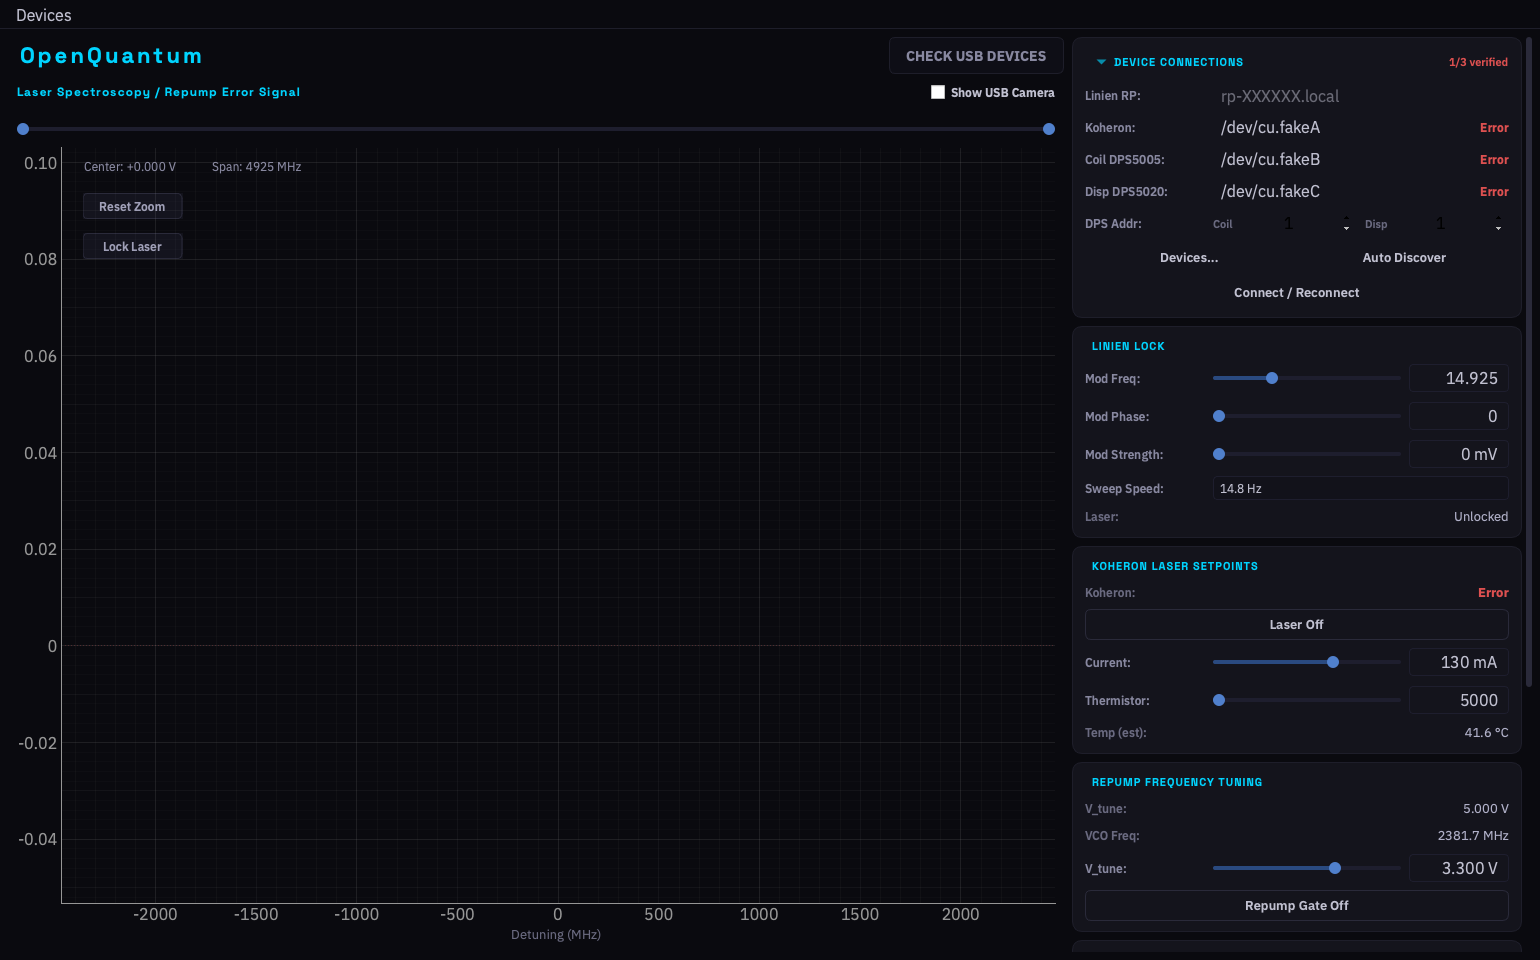 Devices
OpenQuantum
CHECK USB DEVICES
Laser Spectroscopy / Repump Error Signal
Show USB Camera
Center: +0.000 V
Span: 4925 MHz
Reset Zoom
Lock Laser
0.10
0.08
0.06
0.04
0.02
0
-0.02
-0.04
-2000 -1500 -1000 -500 0 500 1000 1500 2000
Detuning (MHz)
DEVICE CONNECTIONS 1/3 verified
Linien RP: rp-XXXXXX.local
Koheron: /dev/cu.fakeA Error
Coil DPS5005: /dev/cu.fakeB Error
Disp DPS5020: /dev/cu.fakeC Error
DPS Addr: Coil 1 Disp 1
Devices... Auto Discover
Connect / Reconnect
LINIEN LOCK
Mod Freq: 14.925
Mod Phase: 0
Mod Strength: 0 mV
Sweep Speed: 14.8 Hz
Laser: Unlocked
KOHERON LASER SETPOINTS
Koheron: Error
Laser Off
Current: 130 mA
Thermistor: 5000
Temp (est): 41.6 °C
REPUMP FREQUENCY TUNING
V_tune: 5.000 V
VCO Freq: 2381.7 MHz
V_tune: 3.300 V
Repump Gate Off